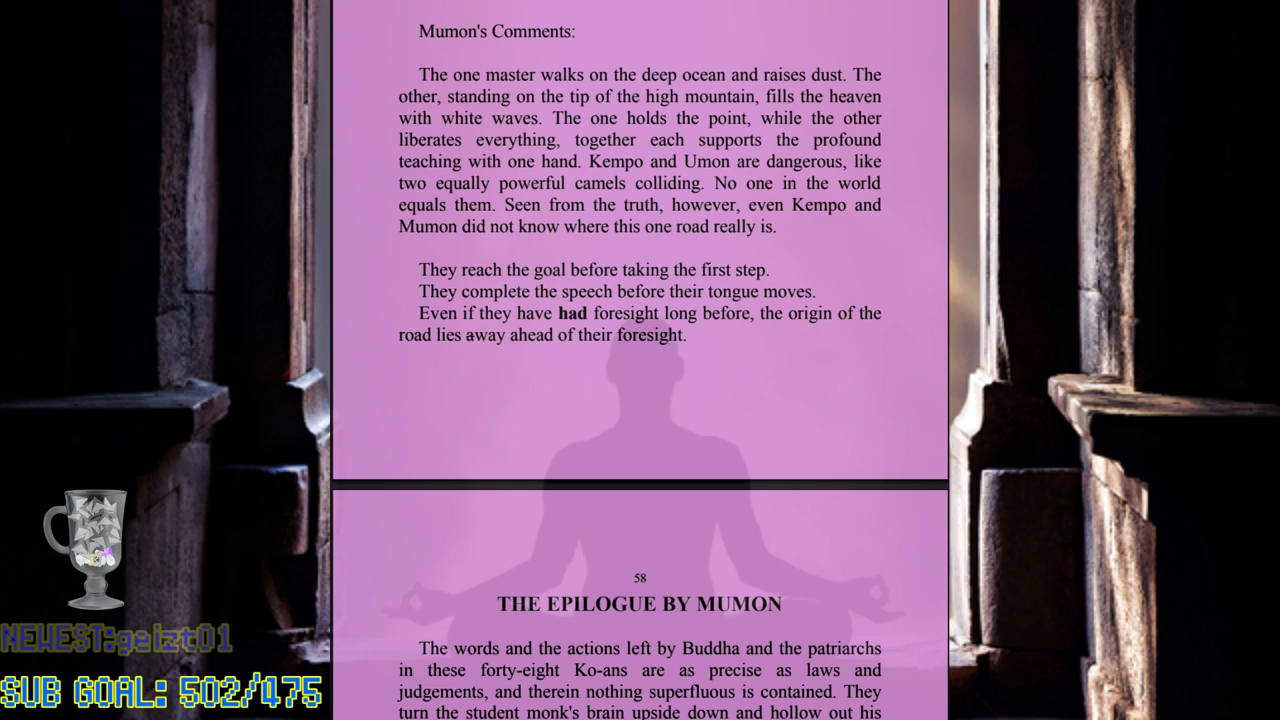 Mumon's Comments:
The one master walks on the deep ocean and raises dust. The
other, standing on the tip of the high mountain, fills the heaven
with white waves. The one holds the point, while the other
liberates everything, together each supports the profound
teaching with one hand. Kempo and Umon are dangerous, like
two equally powerful camels colliding. No one in the world
equals them. Seen from the truth, however, even Kempo and
Mumon did not know where this one road really is.
They reach the goal before taking the first step.
They complete the speech before their tongue moves.
Even if they have had foresight long before, the origin of the
road lies away ahead of their foresight.
58
THE EPILOGUE BY MUMON
The words and the actions left by Buddha and the patriarchs
in these forty-eight Ko-ans are as precise as laws and
judgements, and therein nothing superfluous is contained. They
turn the student monk's brain upside down and hollow out his
NEWEST:geizt01
SUB GOAL: 502/475